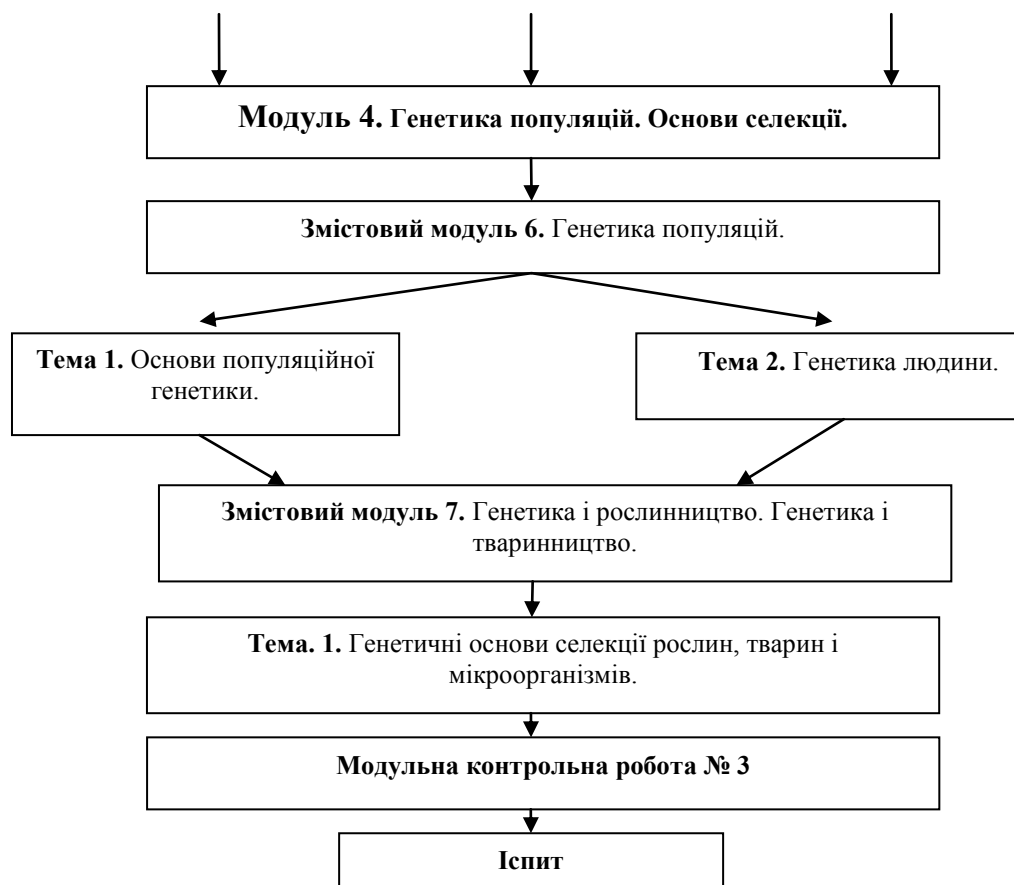 Модуль 4. Генетика популяцій. Основи селекції.
Змістовий модуль 6. Генетика популяцій.
Тема 1. Основи популяційної
генетики.
Тема 2. Генетика людини.
Змістовий модуль 7. Генетика і рослинництво. Генетика і
тваринництво.
Тема. 1. Генетичні основи селекції рослин, тварин і
мікроорганізмів.
Модульна контрольна робота № 3
Іспит